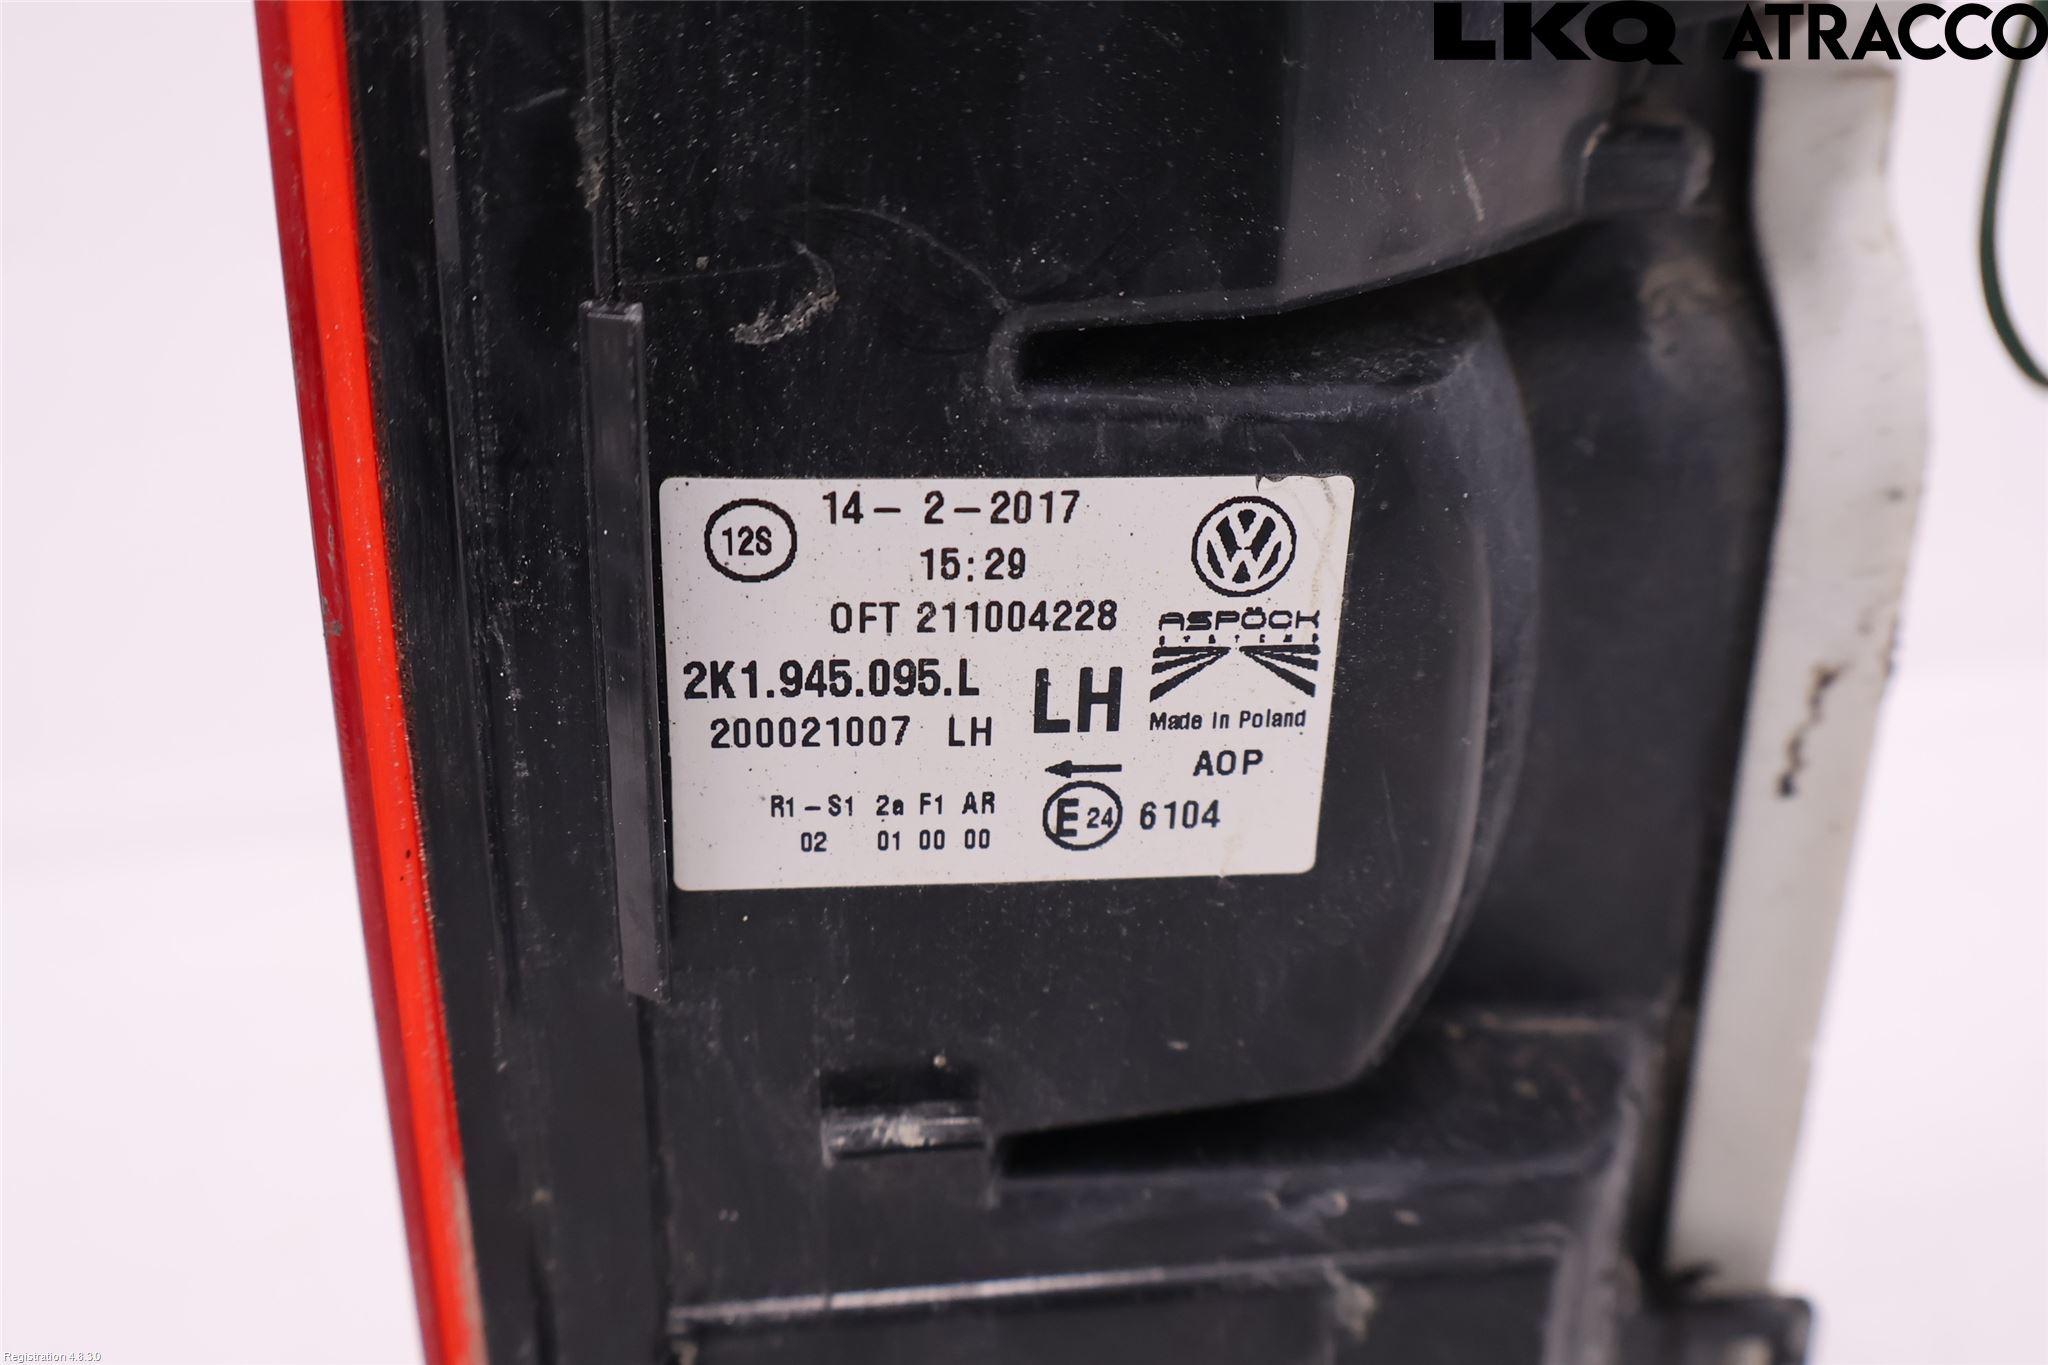 LKQ ATRACCO
12S
14- 2-2017
15:29
OFT 211004228
ASPÖCK
SYSTEMS
2K1.945.095.L
LH
200021007 LH
Made in Poland
AOP
R1-S1 2a F1 AR
02 01 00 00
E 24 6104
Registration 4.8.3.0